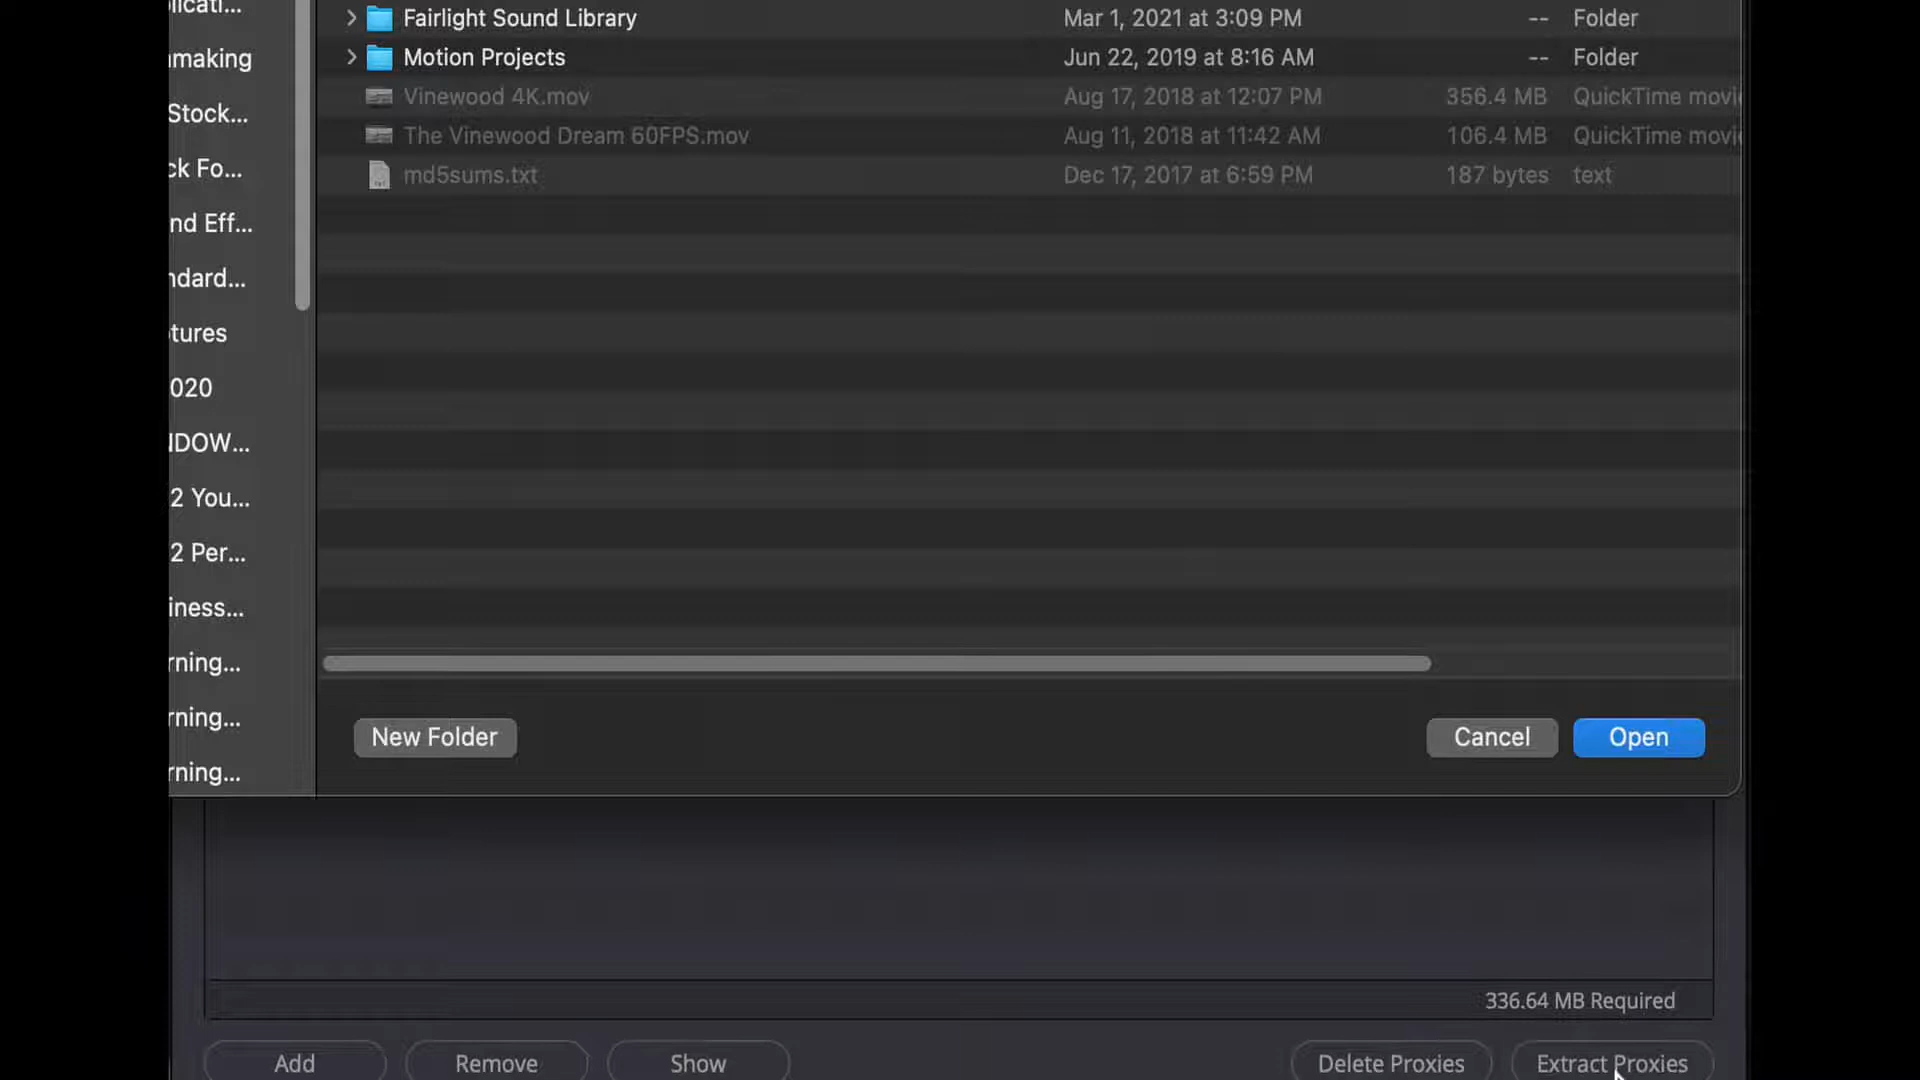 Fairlight Sound Library Mar 1, 2021 at 3:09 PM -- Folder
making Motion Projects Jun 22, 2019 at 8:16 AM -- Folder
Vinewood 4K.mov Aug 17, 2018 at 12:07 PM 356.4 MB QuickTime movi
Stock... The Vinewood Dream 60FPS.mov Aug 11, 2018 at 11:42 AM 106.4 MB QuickTime movi
ck Fo... md5sums.txt Dec 17, 2017 at 6:59 PM 187 bytes text
nd Eff...
ndard...
tures
020
NDOW...
2 You...
2 Per...
iness...
rning...
rning...
New Folder Cancel Open
rning...
336.64 MB Required
Add Remove Show Delete Proxies Extract Proxies